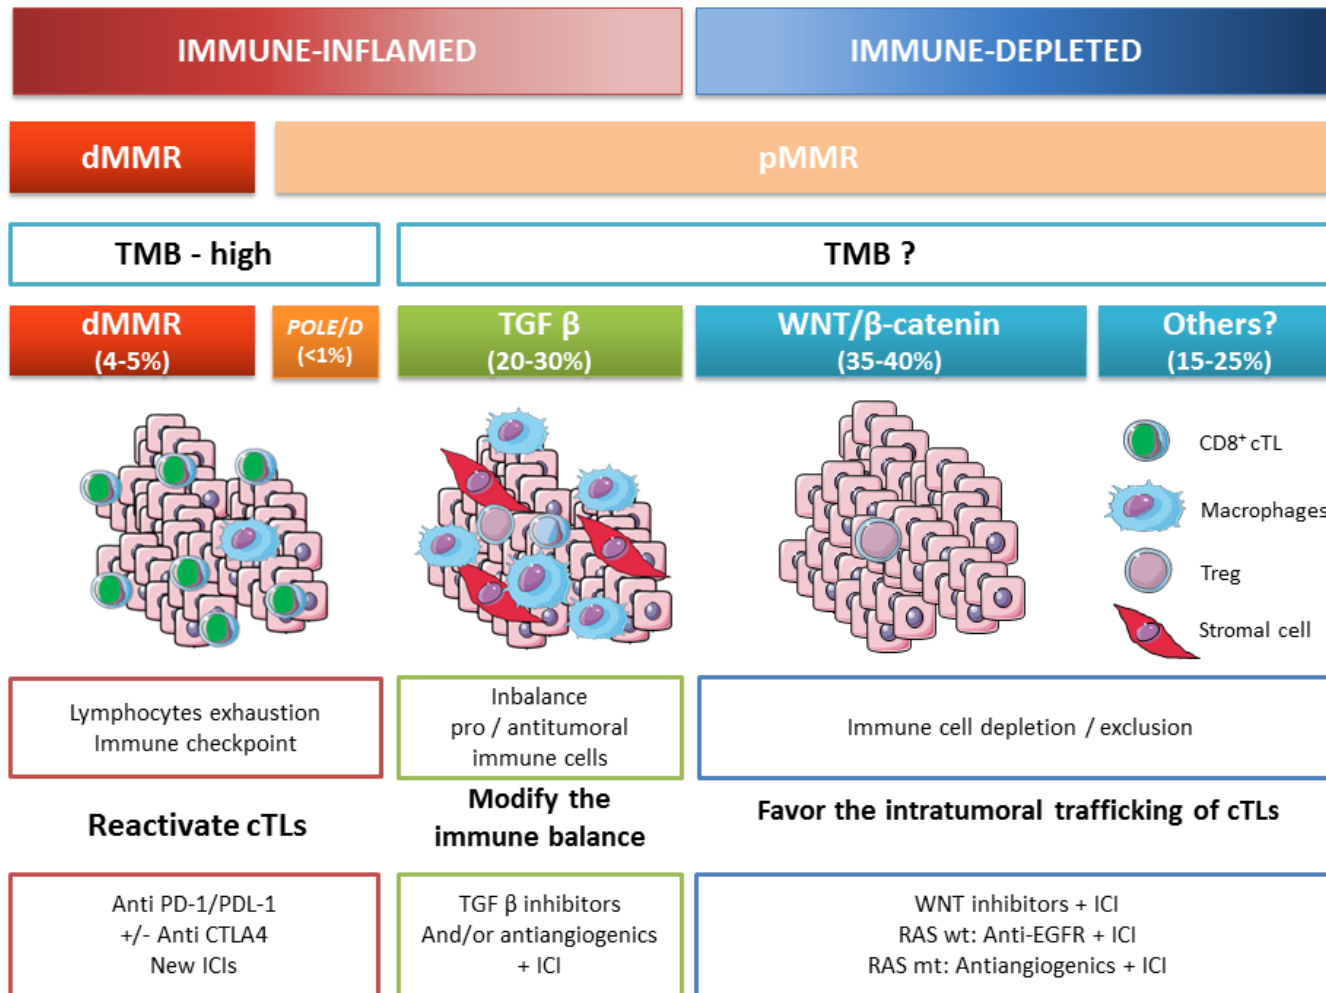 IMMUNE-INFLAMED
IMMUNE-DEPLETED
dMMR
pMMR
TMB - high
TMB ?
dMMR
(4-5%)
POLE/D
(<1%)
TGF β
(20-30%)
WNT/β-catenin
(35-40%)
Others?
(15-25%)
CD8+ cTL
Macrophages
Treg
Stromal cell
Lymphocytes exhaustion
Immune checkpoint
Inbalance
pro / antitumoral
immune cells
Immune cell depletion / exclusion
Reactivate cTLs
Modify the
immune balance
Favor the intratumoral trafficking of cTLs
Anti PD-1/PDL-1
+/- Anti CTLA4
New ICIs
TGF β inhibitors
And/or antiangiogenics
+ ICI
WNT inhibitors + ICI
RAS wt: Anti-EGFR + ICI
RAS mt: Antiangiogenics + ICI